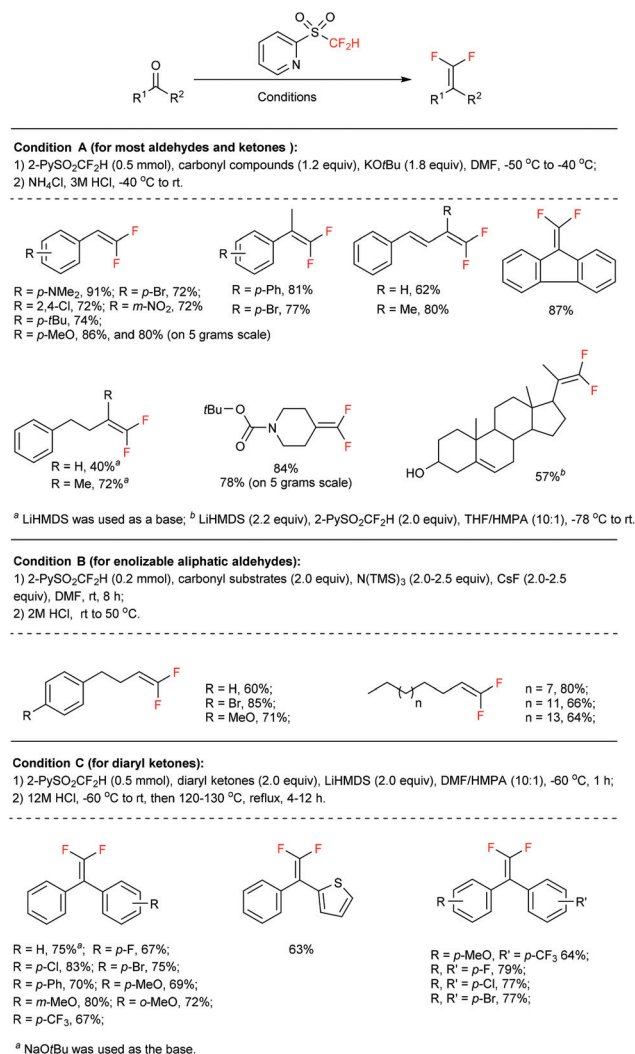 O O
S CF2H
N
O
R1 R2
Conditions
F F
R1 R2
Condition A (for most aldehydes and ketones ):
1) 2-PySO2CF2H (0.5 mmol), carbonyl compounds (1.2 equiv), KOtBu (1.8 equiv), DMF, -50 °C to -40 °C;
2) NH4Cl, 3M HCl, -40 °C to rt.
R F F
R = p-NMe2, 91%; R = p-Br, 72%;
R = 2,4-Cl, 72%; R = m-NO2, 72%
R = p-tBu, 74%;
R = p-MeO, 86%, and 80% (on 5 grams scale)
R F F
R = p-Ph, 81%
R = p-Br, 77%
R F F
R = H, 62%
R = Me, 80%
F F
87%
R F F
R = H, 40%a
R = Me, 72%a
tBu O N O F F
84%
78% (on 5 grams scale)
F F
HO
57%b
a LiHMDS was used as a base; b LiHMDS (2.2 equiv), 2-PySO2CF2H (2.0 equiv), THF/HMPA (10:1), -78 °C to rt.
Condition B (for enolizable aliphatic aldehydes):
1) 2-PySO2CF2H (0.2 mmol), carbonyl substrates (2.0 equiv), N(TMS)3 (2.0-2.5 equiv), CsF (2.0-2.5
equiv), DMF, rt, 8 h;
2) 2M HCl, rt to 50 °C.
R F F
R = H, 60%;
R = Br, 85%;
R = MeO, 71%;
n F F
n = 7, 80%;
n = 11, 66%;
n = 13, 64%;
Condition C (for diaryl ketones):
1) 2-PySO2CF2H (0.5 mmol), diaryl ketones (2.0 equiv), LiHMDS (2.0 equiv), DMF/HMPA (10:1), -60 °C, 1 h;
2) 12M HCl, -60 °C to rt, then 120-130 °C, reflux, 4-12 h.
F F
R
R = H, 75%a; R = p-F, 67%;
R = p-Cl, 83%; R = p-Br, 75%;
R = p-Ph, 70%; R = p-MeO, 69%;
R = m-MeO, 80%; R = o-MeO, 72%;
R = p-CF3, 67%;
F F
S
63%
F F
R R'
R = p-MeO, R' = p-CF3 64%;
R, R' = p-F, 79%;
R, R' = p-Cl, 77%;
R, R' = p-Br, 77%;
a NaOtBu was used as the base.